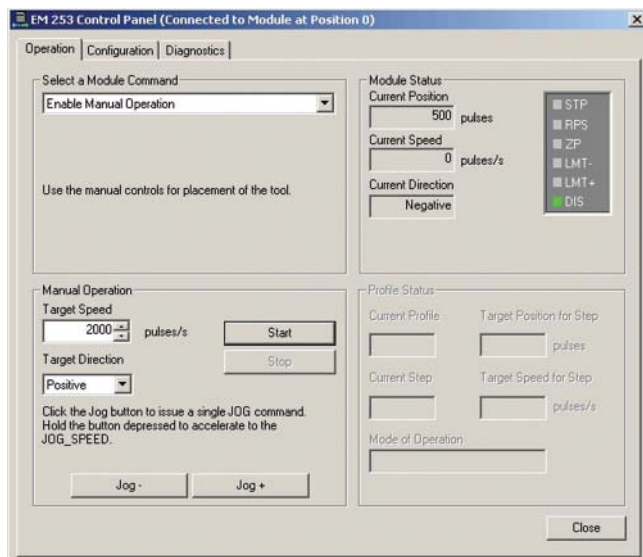 EM 253 Control Panel (Connected to Module at Position 0)
Operation
Configuration
Diagnostics
Select a Module Command
Enable Manual Operation
Use the manual controls for placement of the tool.
Module Status
Current Position
500 pulses
Current Speed
0 pulses/s
Current Direction
Negative
STP
RPS
ZP
LMT-
LMT+
DIS
Manual Operation
Target Speed
2000 pulses/s
Start
Target Direction
Stop
Positive
Click the Jog button to issue a single JOG command.
Hold the button depressed to accelerate to the
JOG_SPEED.
Jog -
Jog +
Profile Status
Current Profile
Target Position for Step
pulses
Current Step
Target Speed for Step
pulses/s
Mode of Operation
Close